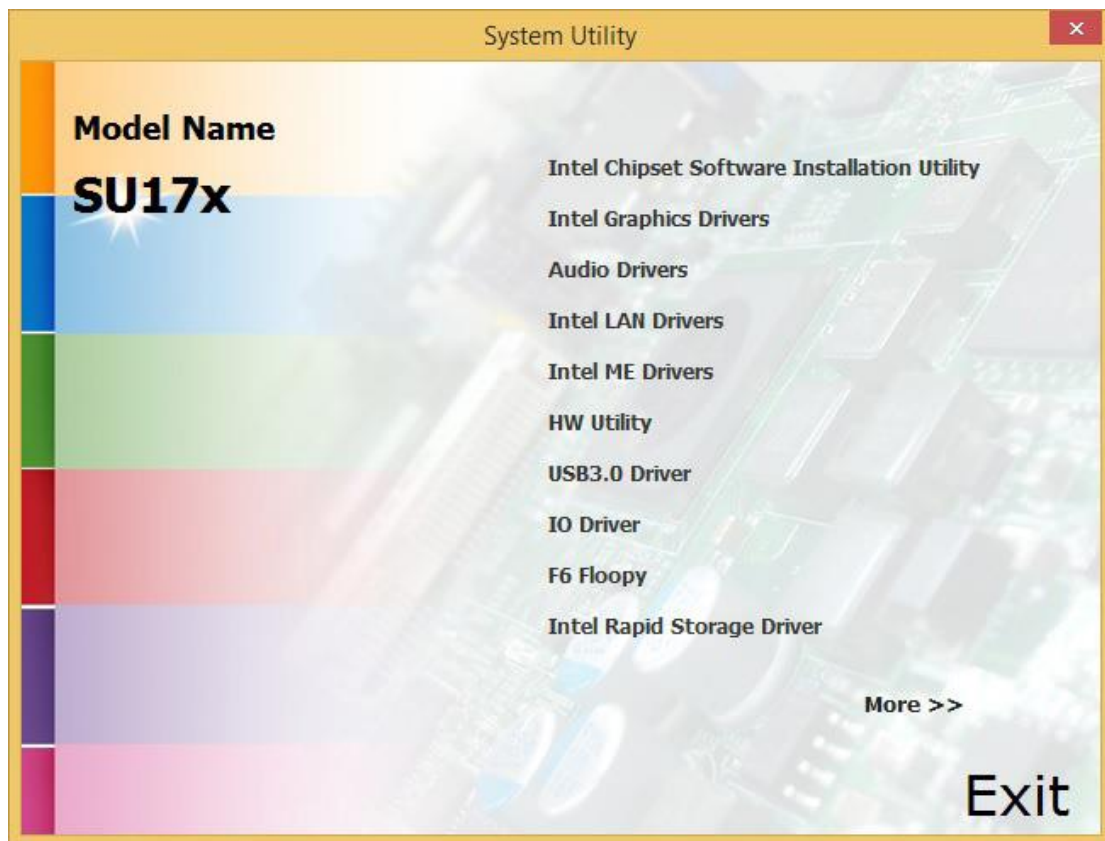 System Utility
Model Name
SU17x
Intel Chipset Software Installation Utility
Intel Graphics Drivers
Audio Drivers
Intel LAN Drivers
Intel ME Drivers
HW Utility
USB3.0 Driver
IO Driver
F6 Floopy
Intel Rapid Storage Driver
More >>
Exit